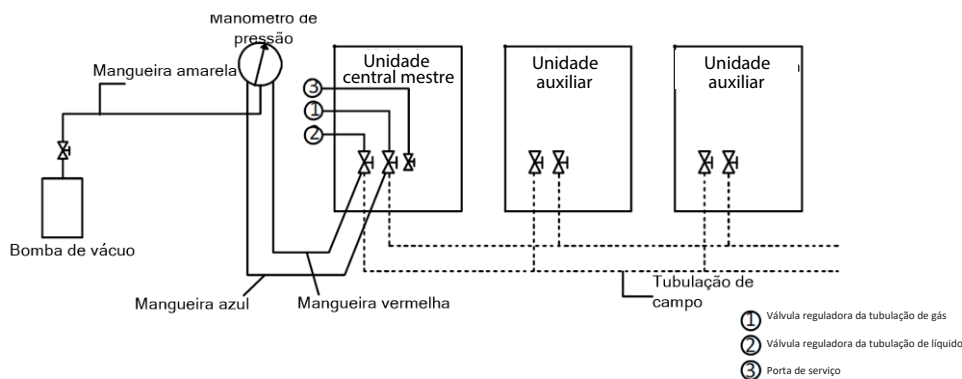 Manômetro de
pressão
Mangueira amarela
Unidade
central mestre
Unidade
auxiliar
Unidade
auxiliar
3
1
2
Bomba de vácuo
Mangueira azul
Mangueira vermelha
Tubulação de
campo
1 Válvula reguladora da tubulação de gás
2 Válvula reguladora da tubulação de líquido
3 Porta de serviço